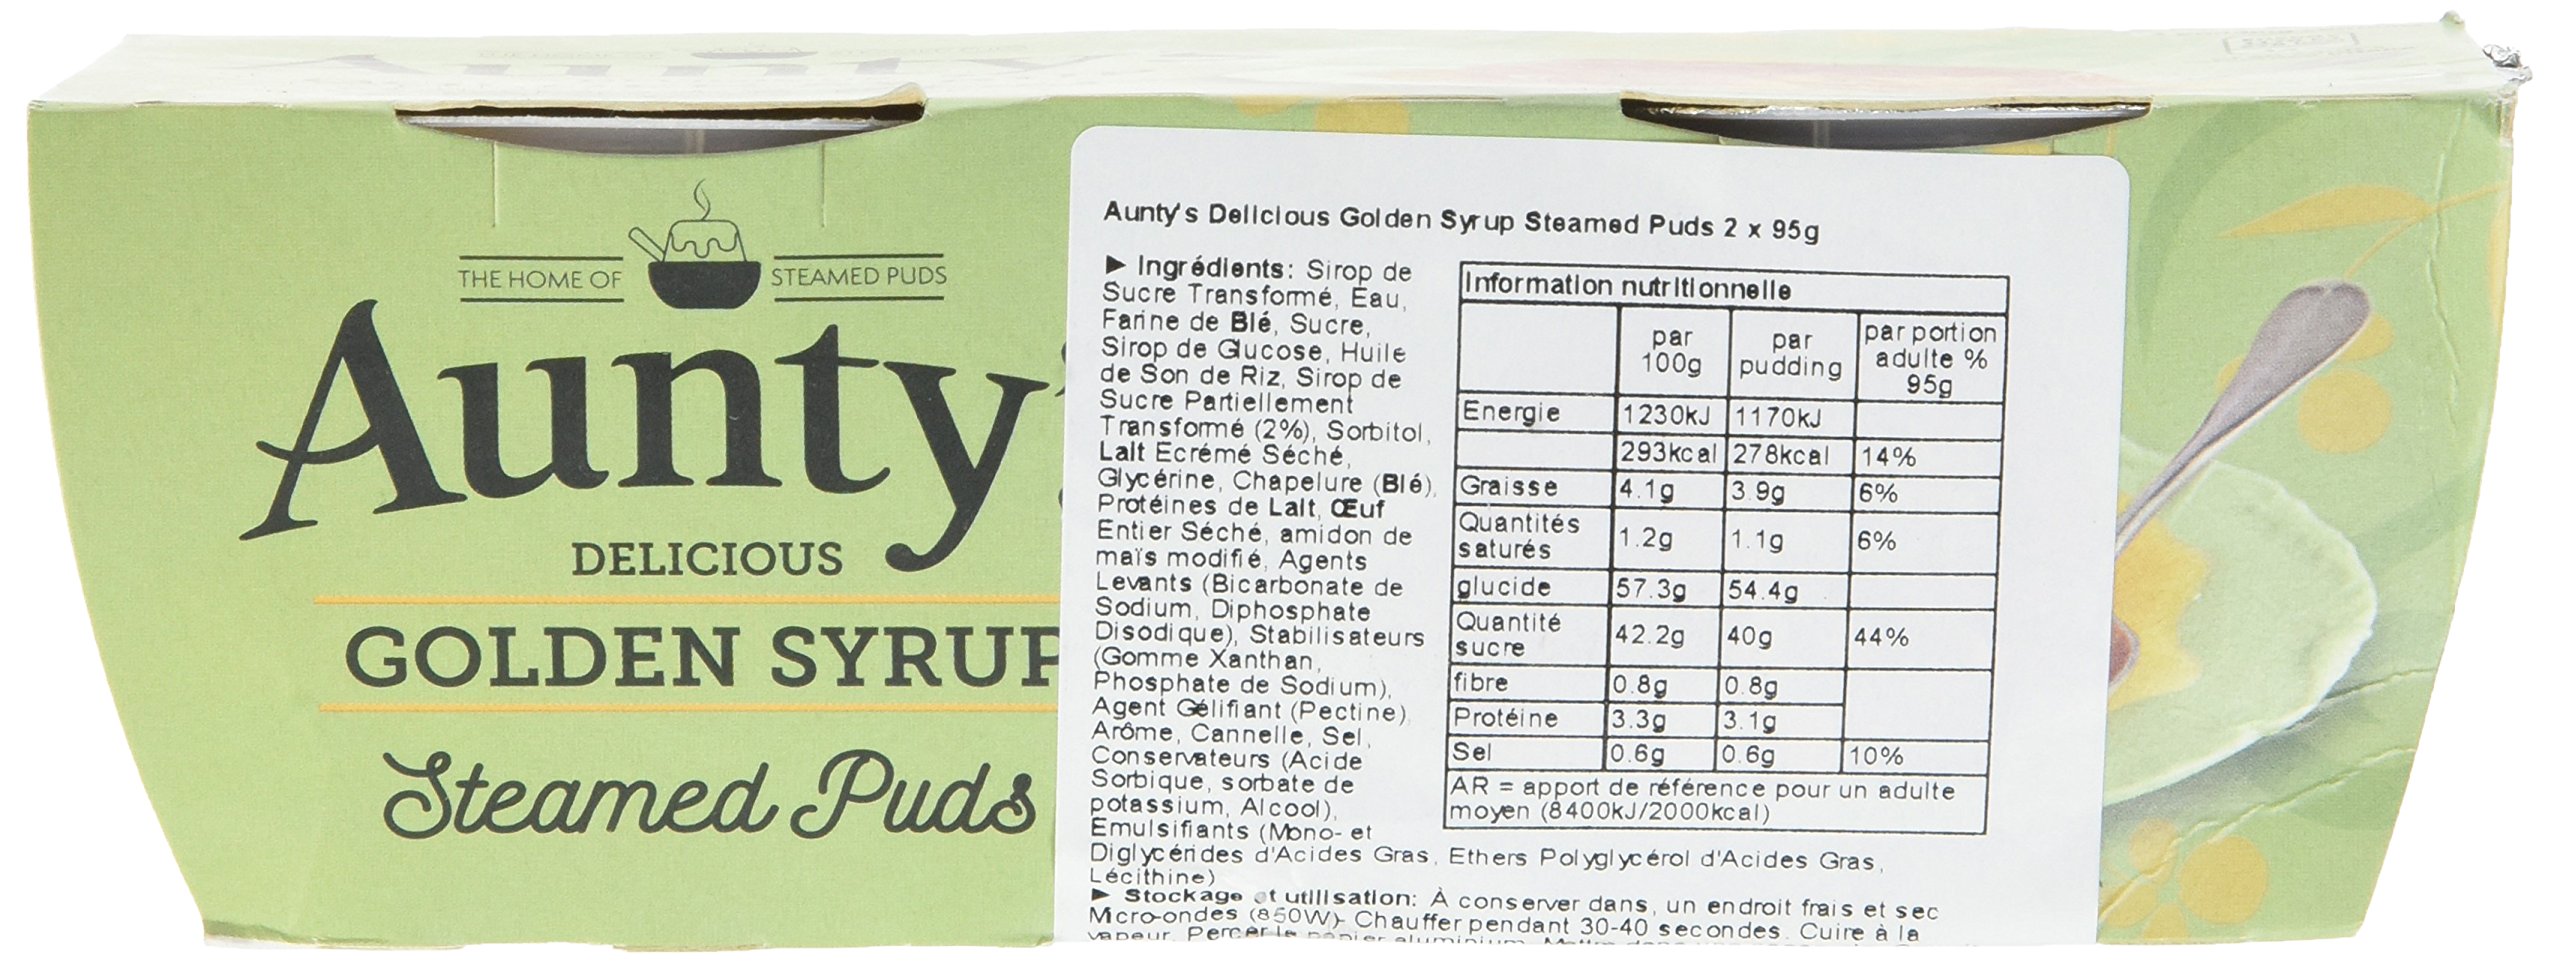 THE HOME OF
STEAMED PUDS
Aunty'
DELICIOUS
GOLDEN SYRUP
Steamed Puds
Aunty's Delicious Golden Syrup Steamed Puds 2 x 95g
► Ingrédients: Sirop de
Sucre Transformé, Eau,
Farine de Blé, Sucre,
Sirop de Glucose, Huile
de Son de Riz, Sirop de
Sucre Partiellement
Transformé (2%), Sorbitol,
Lait Ecrémé Séché,
Glycérine, Chapelure (Blé),
Protéines de Lait, Œuf
Entier Séché, amidon de
maïs modifié, Agents
Levants (Bicarbonate de
Sodium, Diphosphate
Disodique), Stabilisateurs
(Gomme Xanthan,
Phosphate de Sodium),
Agent Gélifiant (Pectine),
Arôme, Cannelle, Sel,
Conservateurs (Acide
Sorbique, sorbate de
potassium, Alcool),
Emulsifiants (Mono- et
Diglycérides d'Acides Gras, Ethers Polyglycérol d'Acides Gras,
Lécithine)
Information nutritionnelle
par 100g par pudding par portion adulte % 95g
Energie 1230kJ 1170kJ
293kcal 278kcal 14%
Graisse 4.1g 3.9g 6%
Quantités saturés 1.2g 1.1g 6%
glucide 57.3g 54.4g
Quantité sucre 42.2g 40g 44%
fibre 0.8g 0.8g
Protéine 3.3g 3.1g
Sel 0.6g 0.6g 10%
AR = apport de référence pour un adulte
moyen (8400kJ/2000kcal)
► Stockage et utilisation: À conserver dans, un endroit frais et sec
Micro-ondes (850W)- Chauffer pendant 30-40 secondes. Cuire à la
vapeur. Percer le